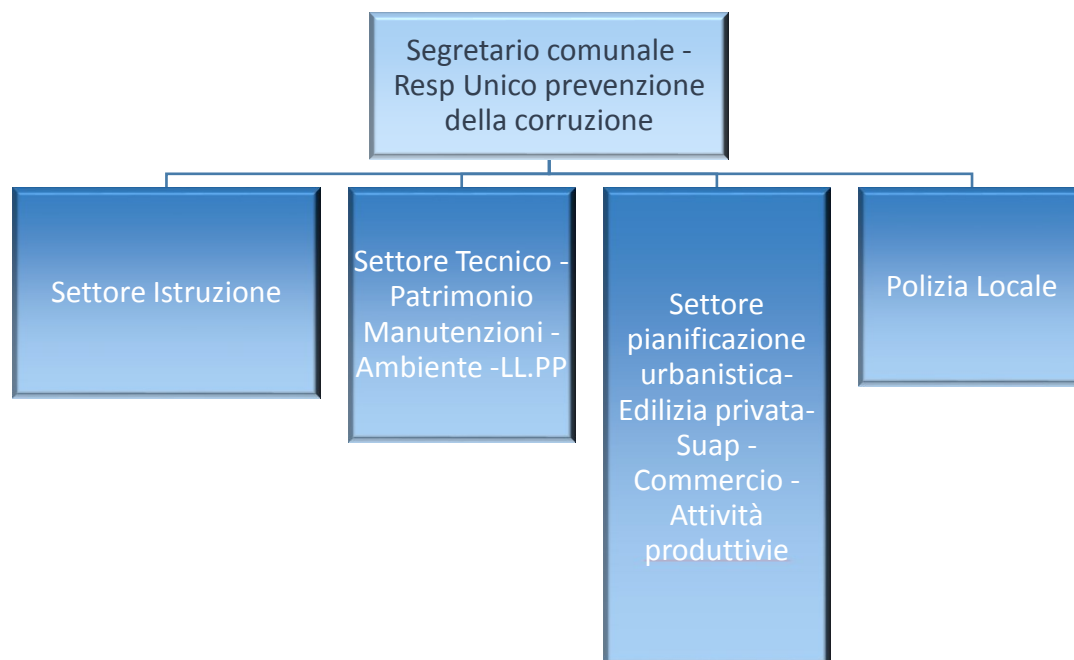 Segretario comunale -
Resp Unico prevenzione
della corruzione
Settore Istruzione
Settore Tecnico -
Patrimonio
Manutenzioni -
Ambiente -LL.PP
Settore
pianificazione
urbanistica-
Edilizia privata-
Suap -
Commercio -
Attività
produttivie
Polizia Locale